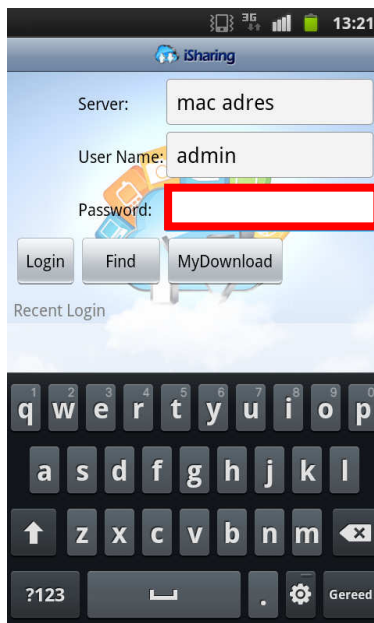 3G 13:21
iSharing
Server: mac adres
User Name: admin
Password:
Login Find MyDownload
Recent Login
1 2 3 4 5 6 7 8 9 0
q w e r t y u i o p
a s d f g h j k l
z x c v b n m
?123 . Gereed